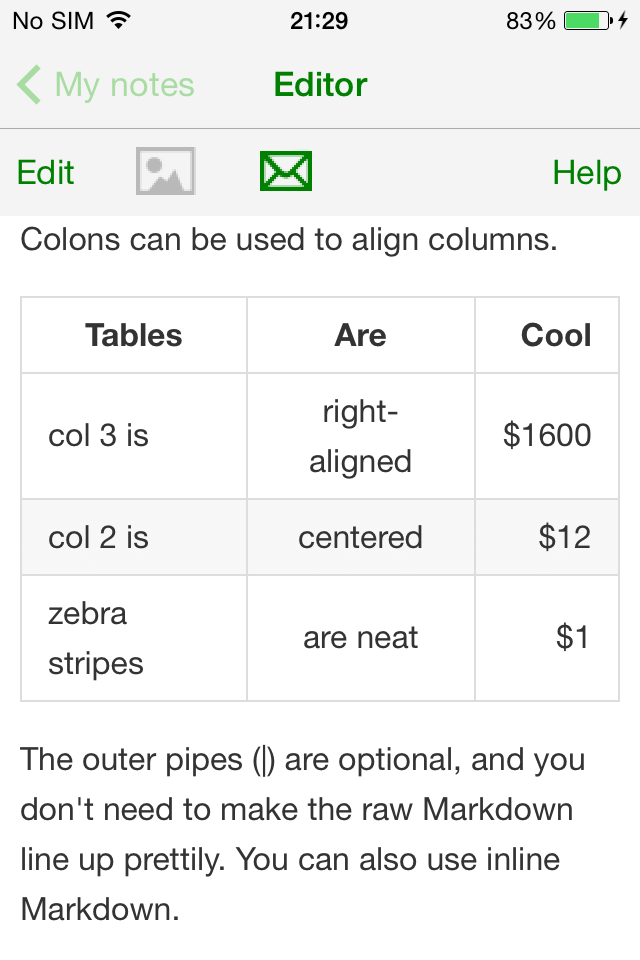 No SIM 21:29 83%
My notes Editor
Edit Help
Colons can be used to align columns.
Tables Are Cool
col 3 is right-aligned $1600
col 2 is centered $12
zebra stripes are neat $1
The outer pipes (|) are optional, and you
don't need to make the raw Markdown
line up prettily. You can also use inline
Markdown.